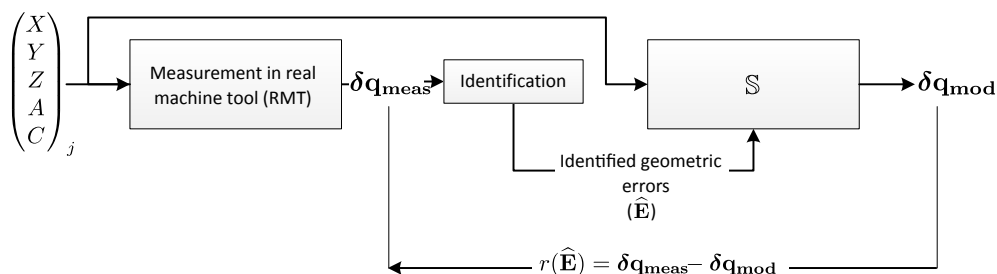 X
Y
Z
A
C
j
Measurement in real
machine tool (RMT)
δq_meas
Identification
𝕊
δq_mod
Identified geometric
errors
(Ê)
r(Ê) = δq_meas − δq_mod